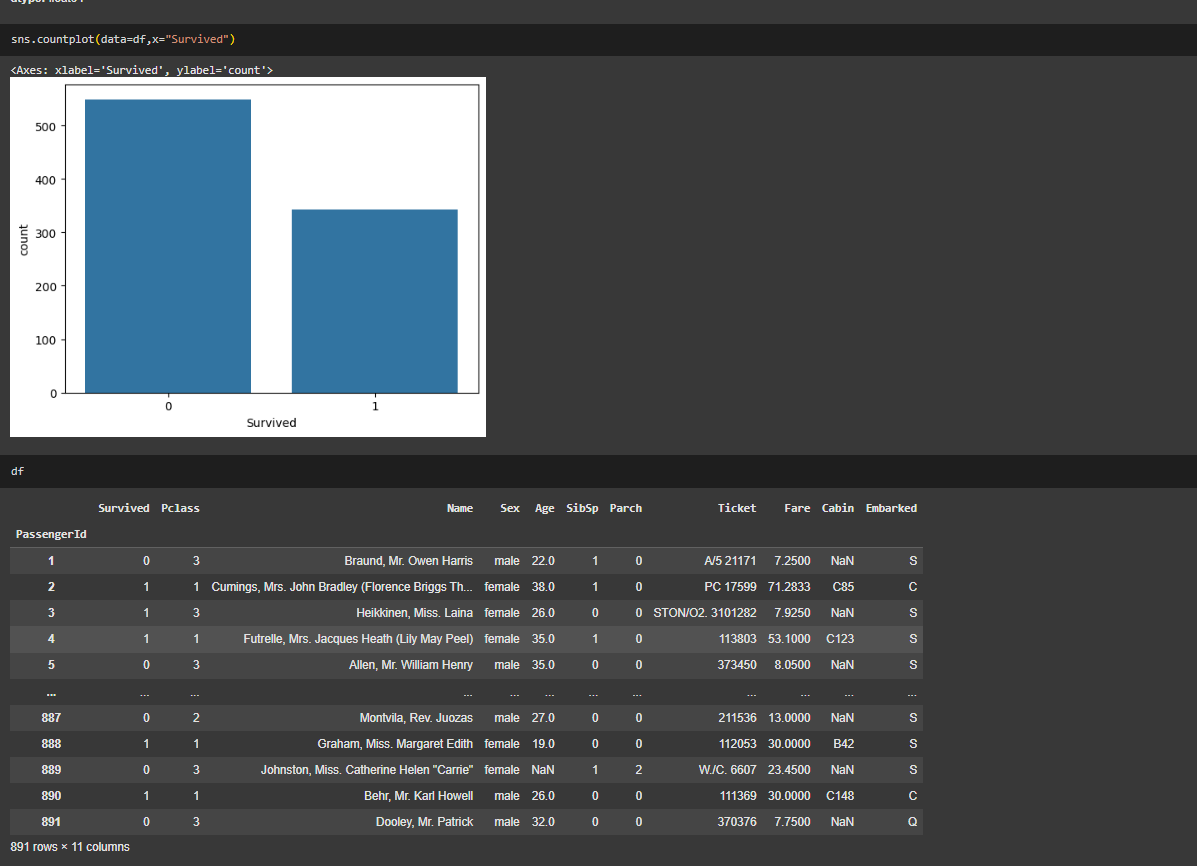 sns.countplot(data=df,x="Survived")
<Axes: xlabel='Survived', ylabel='count'>
500
400
300
200
100
0
count
0 1
Survived
df
Survived Pclass Name Sex Age SibSp Parch Ticket Fare Cabin Embarked
PassengerId
1 0 3 Braund, Mr. Owen Harris male 22.0 1 0 A/5 21171 7.2500 NaN S
2 1 1 Cumings, Mrs. John Bradley (Florence Briggs Th... female 38.0 1 0 PC 17599 71.2833 C85 C
3 1 3 Heikkinen, Miss. Laina female 26.0 0 0 STON/O2. 3101282 7.9250 NaN S
4 1 1 Futrelle, Mrs. Jacques Heath (Lily May Peel) female 35.0 1 0 113803 53.1000 C123 S
5 0 3 Allen, Mr. William Henry male 35.0 0 0 373450 8.0500 NaN S
... ... ... ... ... ... ... ... ... ... ... ...
887 0 2 Montvila, Rev. Juozas male 27.0 0 0 211536 13.0000 NaN S
888 1 1 Graham, Miss. Margaret Edith female 19.0 0 0 112053 30.0000 B42 S
889 0 3 Johnston, Miss. Catherine Helen "Carrie" female NaN 1 2 W./C. 6607 23.4500 NaN S
890 1 1 Behr, Mr. Karl Howell male 26.0 0 0 111369 30.0000 C148 C
891 0 3 Dooley, Mr. Patrick male 32.0 0 0 370376 7.7500 NaN Q
891 rows × 11 columns